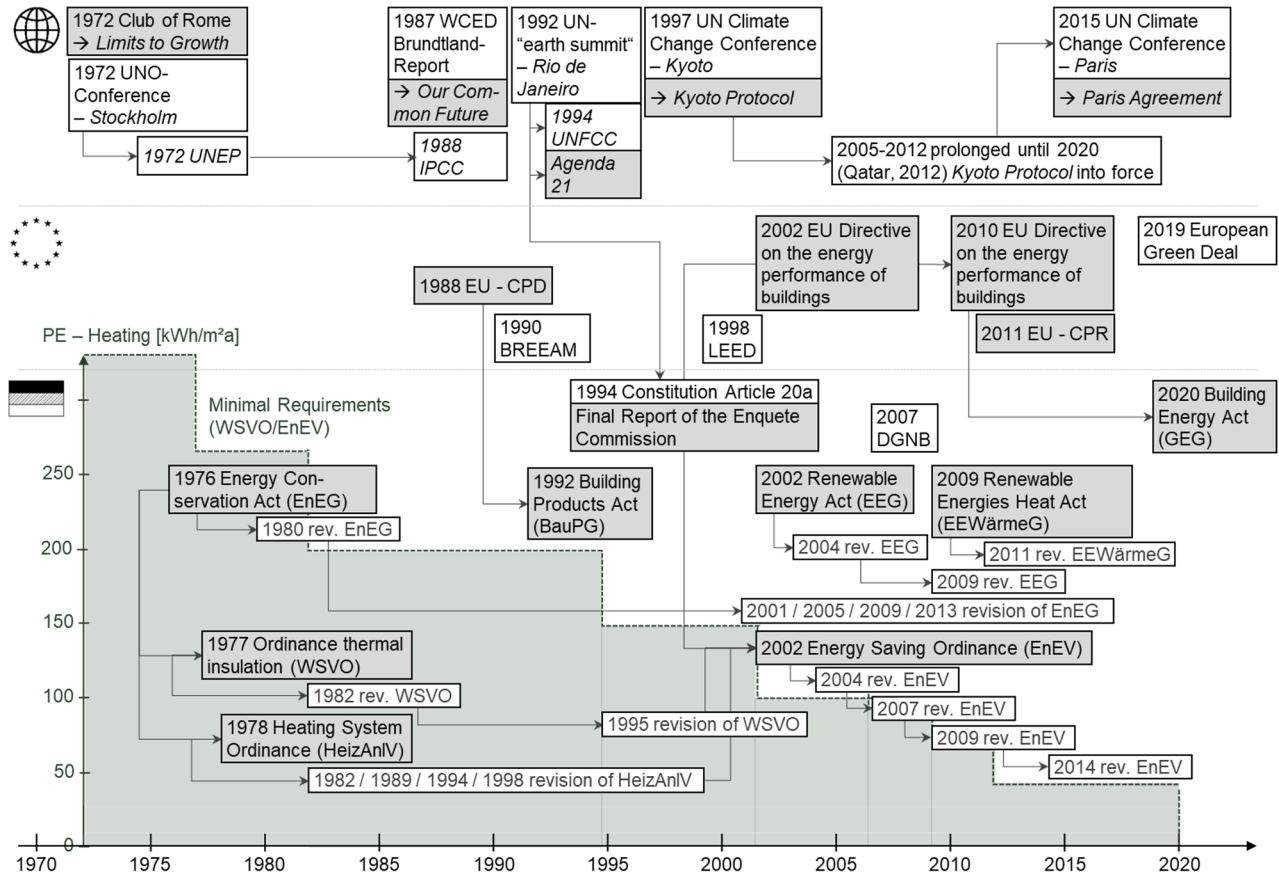 1972 Club of Rome
→ Limits to Growth
1972 UNO-
Conference
– Stockholm
1972 UNEP
1987 WCED
Brundtland-
Report
→ Our Com-
mon Future
1988
IPCC
1992 UN-
“earth summit“
– Rio de
Janeiro
1994
UNFCC
Agenda
21
1997 UN Climate
Change Conference
– Kyoto
→ Kyoto Protocol
2005-2012 prolonged until 2020
(Qatar, 2012) Kyoto Protocol into force
2015 UN Climate
Change Conference
– Paris
→ Paris Agreement
1988 EU - CPD
1990
BREEAM
1998
LEED
2002 EU Directive
on the energy
performance of
buildings
2010 EU Directive
on the energy
performance of
buildings
2011 EU - CPR
2019 European
Green Deal
PE – Heating [kWh/m²a]
Minimal Requirements
(WSVO/EnEV)
1994 Constitution Article 20a
Final Report of the Enquete
Commission
2007
DGNB
2020 Building
Energy Act
(GEG)
1976 Energy Con-
servation Act (EnEG)
1980 rev. EnEG
1992 Building
Products Act
(BauPG)
2002 Renewable
Energy Act (EEG)
2004 rev. EEG
2009 rev. EEG
2009 Renewable
Energies Heat Act
(EEWärmeG)
2011 rev. EEWärmeG
2001 / 2005 / 2009 / 2013 revision of EnEG
1977 Ordinance thermal
insulation (WSVO)
1982 rev. WSVO
1995 revision of WSVO
1978 Heating System
Ordinance (HeizAnlV)
1982 / 1989 / 1994 / 1998 revision of HeizAnlV
2002 Energy Saving Ordinance (EnEV)
2004 rev. EnEV
2007 rev. EnEV
2009 rev. EnEV
2014 rev. EnEV
250
200
150
100
50
0
1970 1975 1980 1985 1990 1995 2000 2005 2010 2015 2020